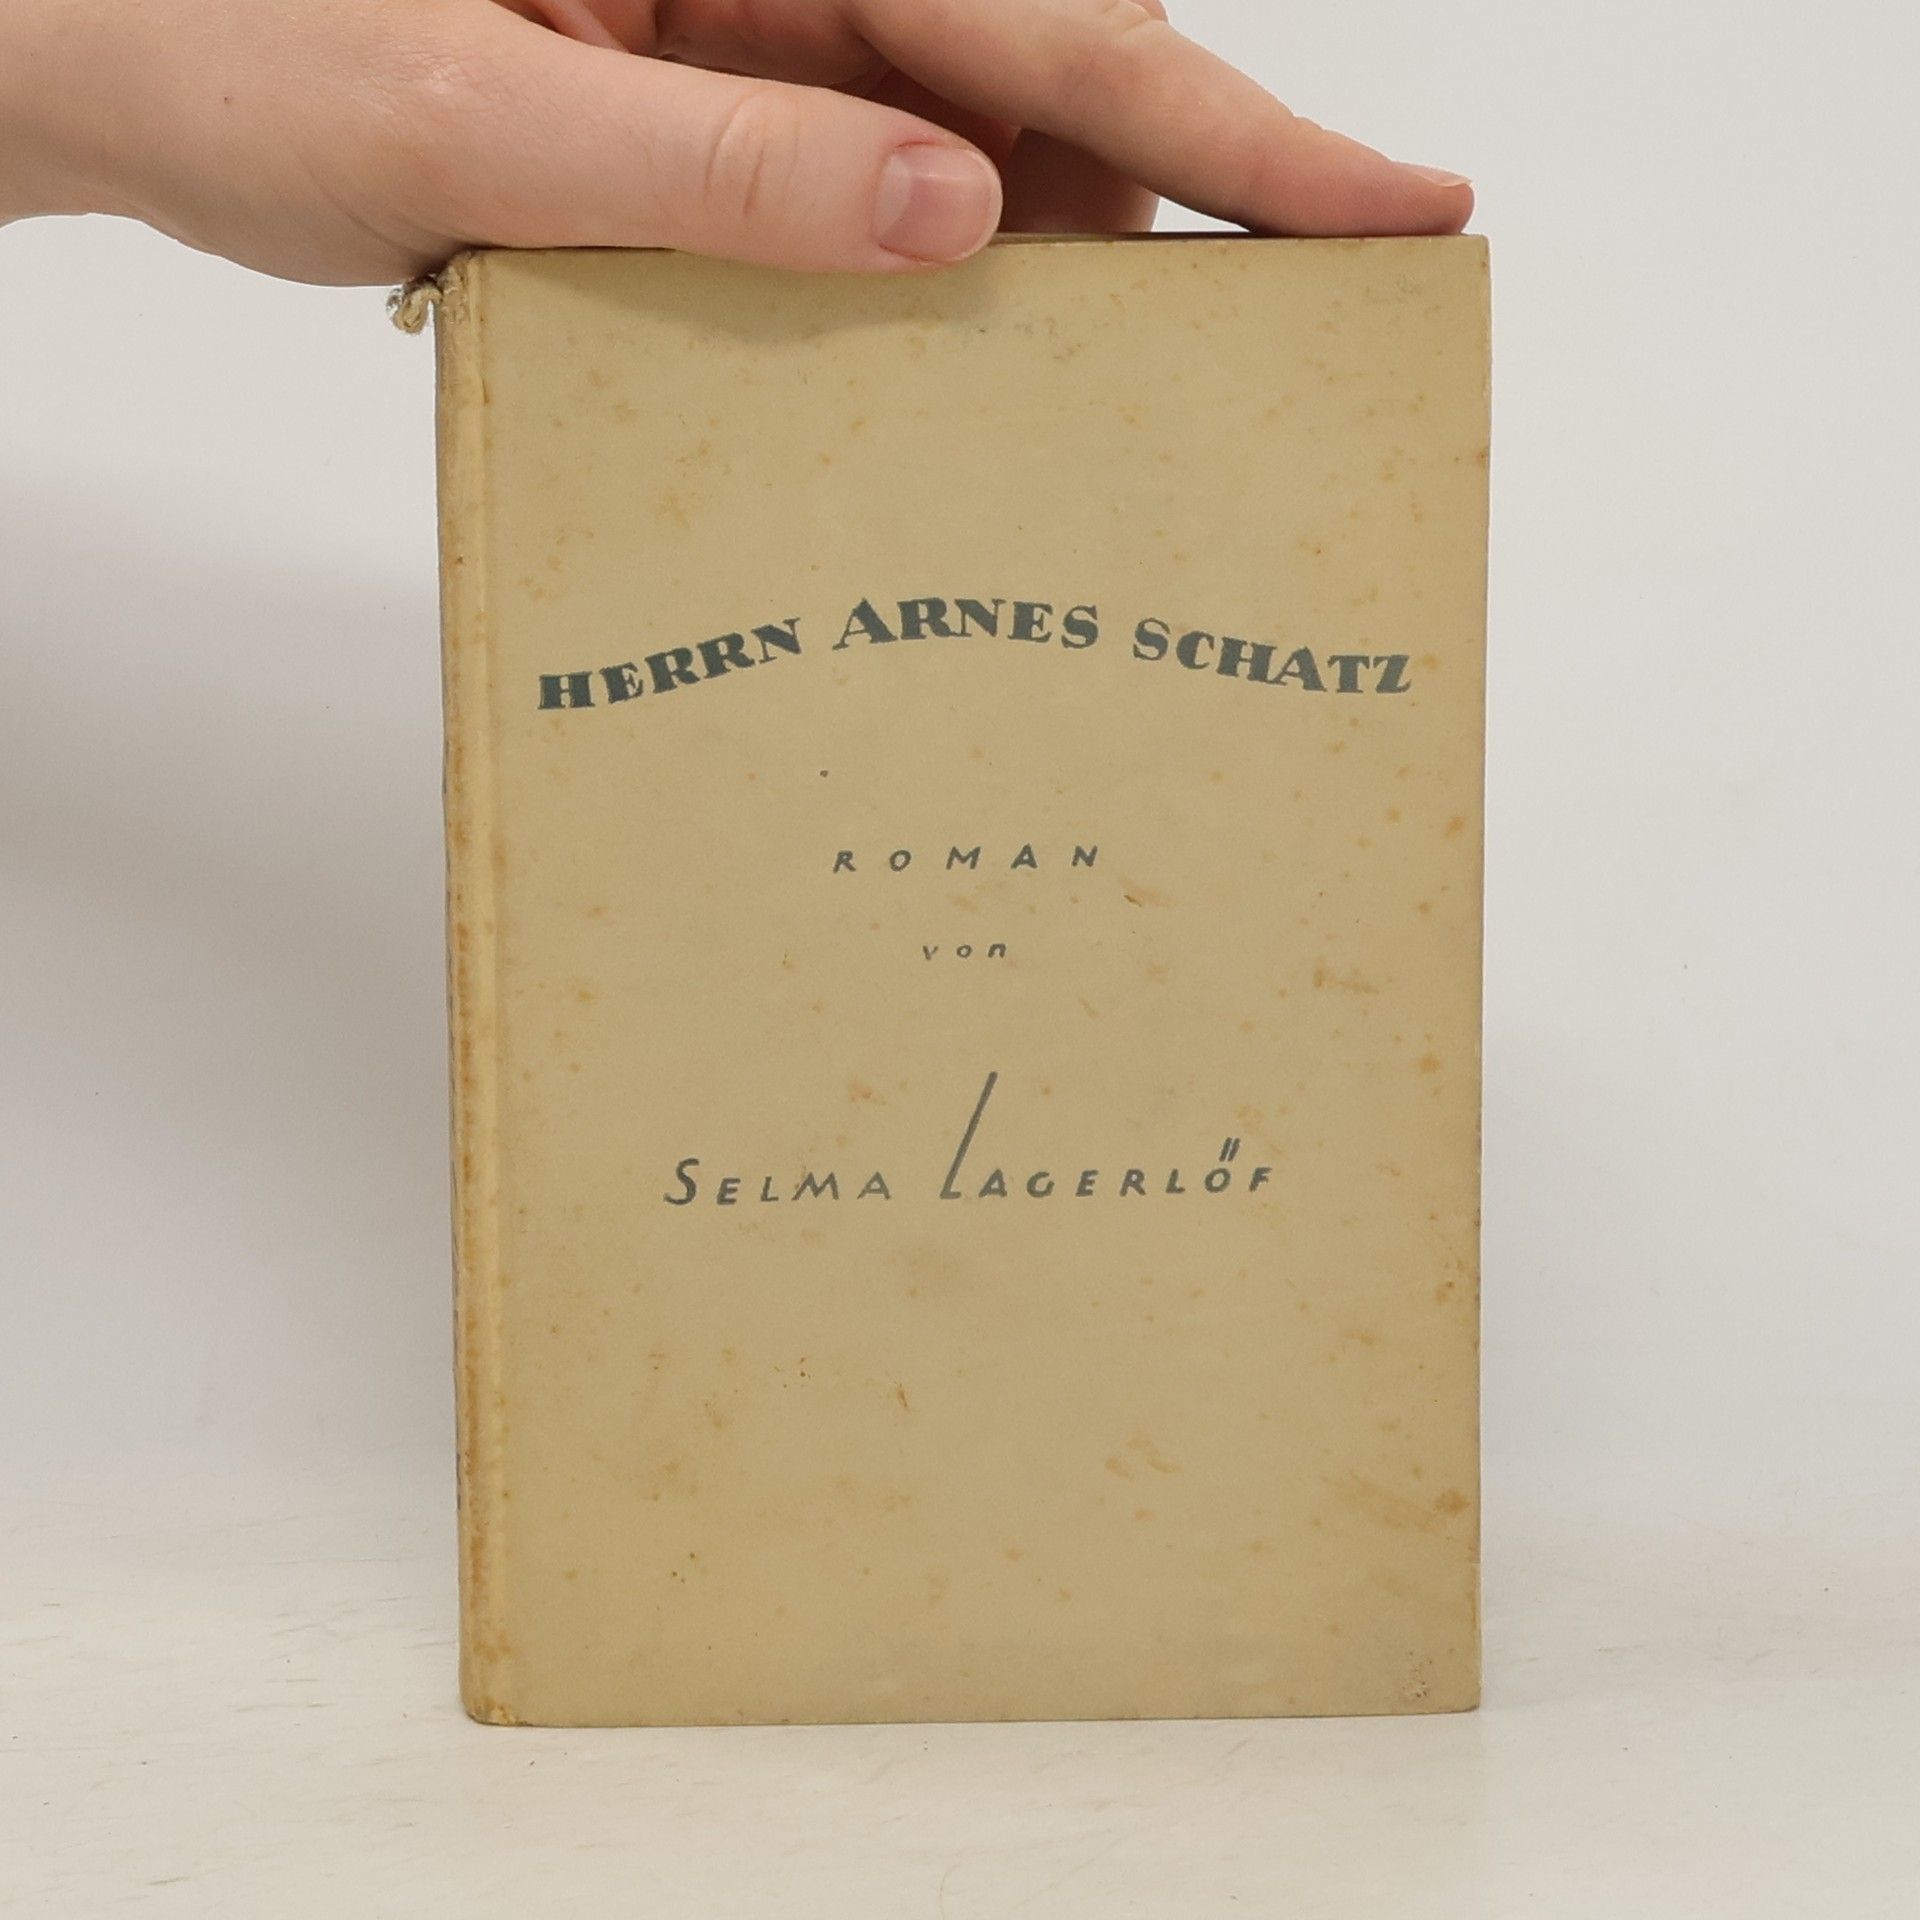 HERRN ARNES SCHATZ
ROMAN
von
SELMA LAGERLÖF